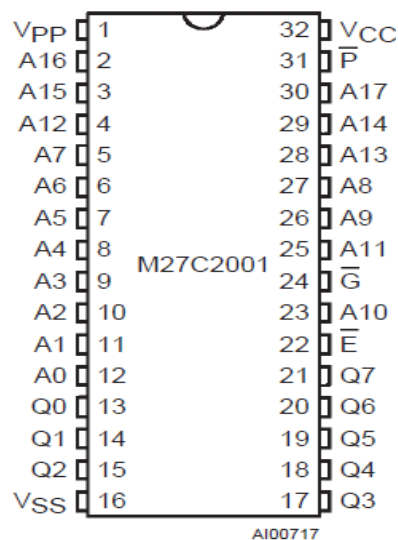 VPP 1 32 VCC
A16 2 31 P̅
A15 3 30 A17
A12 4 29 A14
A7 5 28 A13
A6 6 27 A8
A5 7 26 A9
A4 8 25 A11
M27C2001
A3 9 24 G̅
A2 10 23 A10
A1 11 22 E̅
A0 12 21 Q7
Q0 13 20 Q6
Q1 14 19 Q5
Q2 15 18 Q4
VSS 16 17 Q3
AI00717